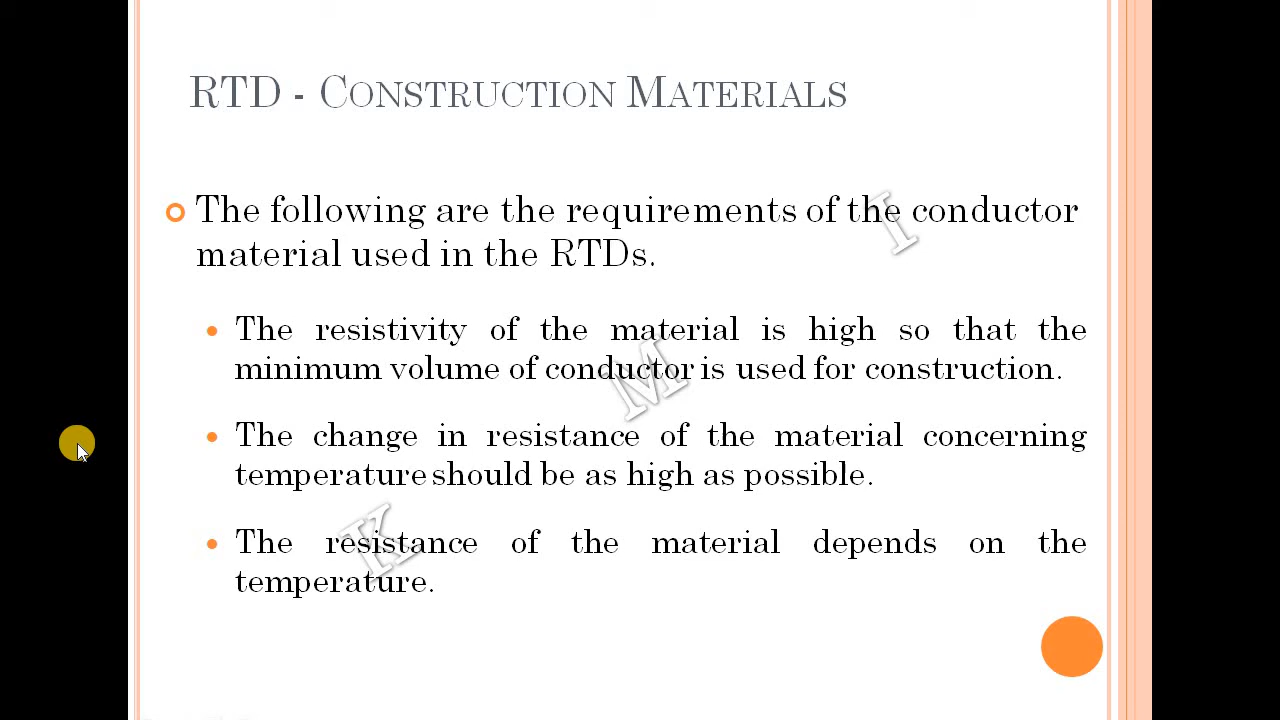 RTD - CONSTRUCTION MATERIALS
The following are the requirements of the conductor
material used in the RTDs.
The resistivity of the material is high so that the
minimum volume of conductor is used for construction.
The change in resistance of the material concerning
temperature should be as high as possible.
The resistance of the material depends on the
temperature.
K M I